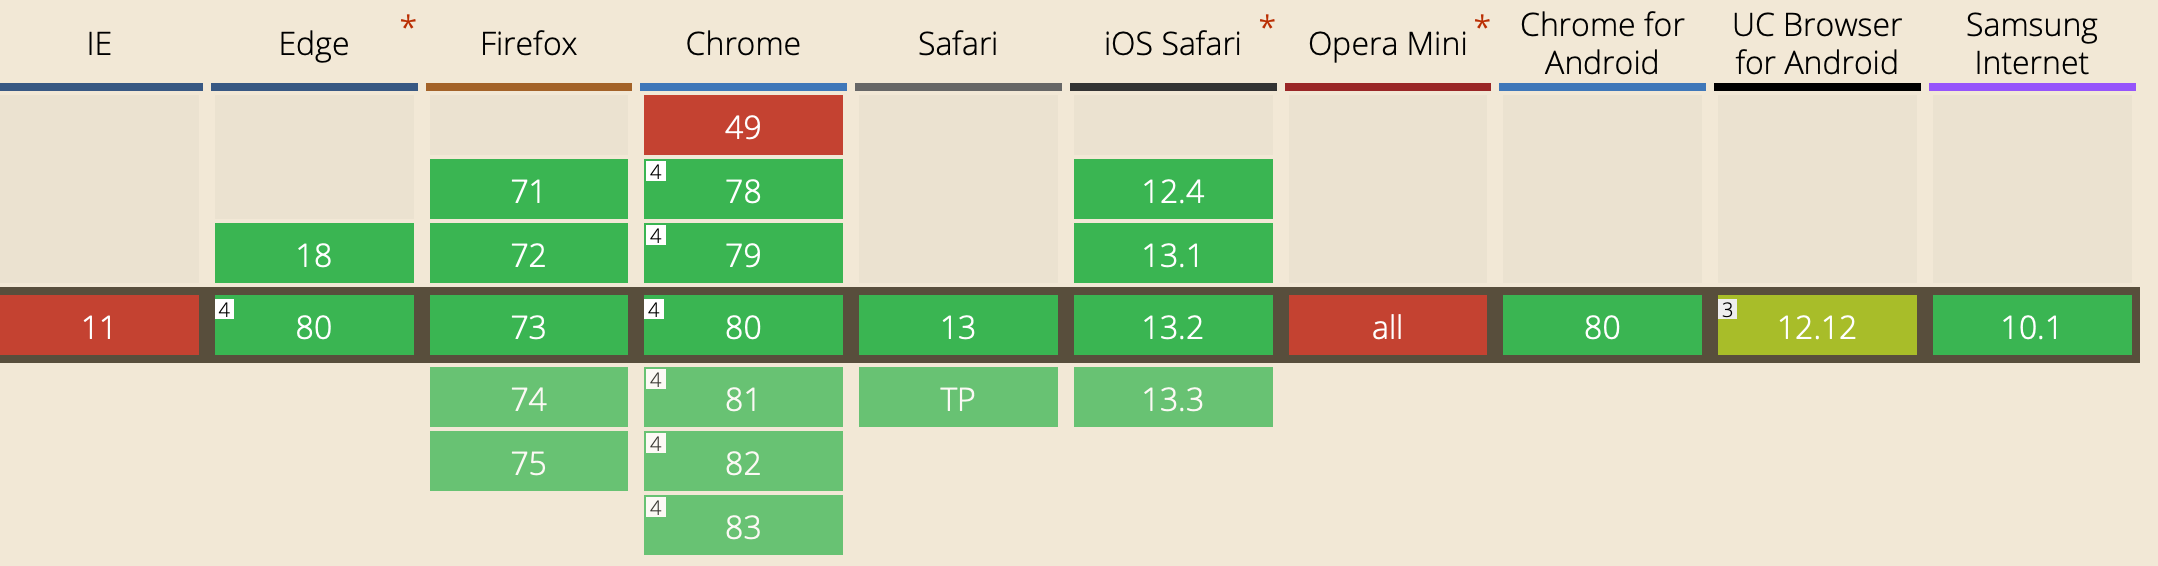 IE Edge * Firefox Chrome Safari iOS Safari * Opera Mini * Chrome for Android UC Browser for Android Samsung Internet
49
71 4 78 12.4
18 72 4 79 13.1
11 4 80 73 4 80 13 13.2 all 80 3 12.12 10.1
74 4 81 TP 13.3
75 4 82
4 83